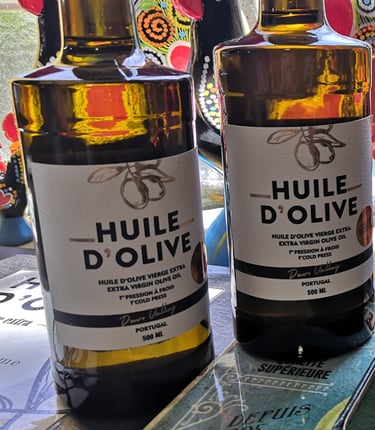 HUILE
D'OLIVE
HUILE D'OLIVE VIERGE EXTRA
EXTRA VIRGIN OLIVE OIL
1re PRESSION À FROID
1st COLD PRESS
Douro Valley
PORTUGAL
500 ML
HUILE
D'OLIVE
HUILE D'OLIVE VIERGE EXTRA
EXTRA VIRGIN OLIVE OIL
1re PRESSION À FROID
1st COLD PRESS
Douro Valley
PORTUGAL
500 ML
SUPÉRIEURE
DEPUIS